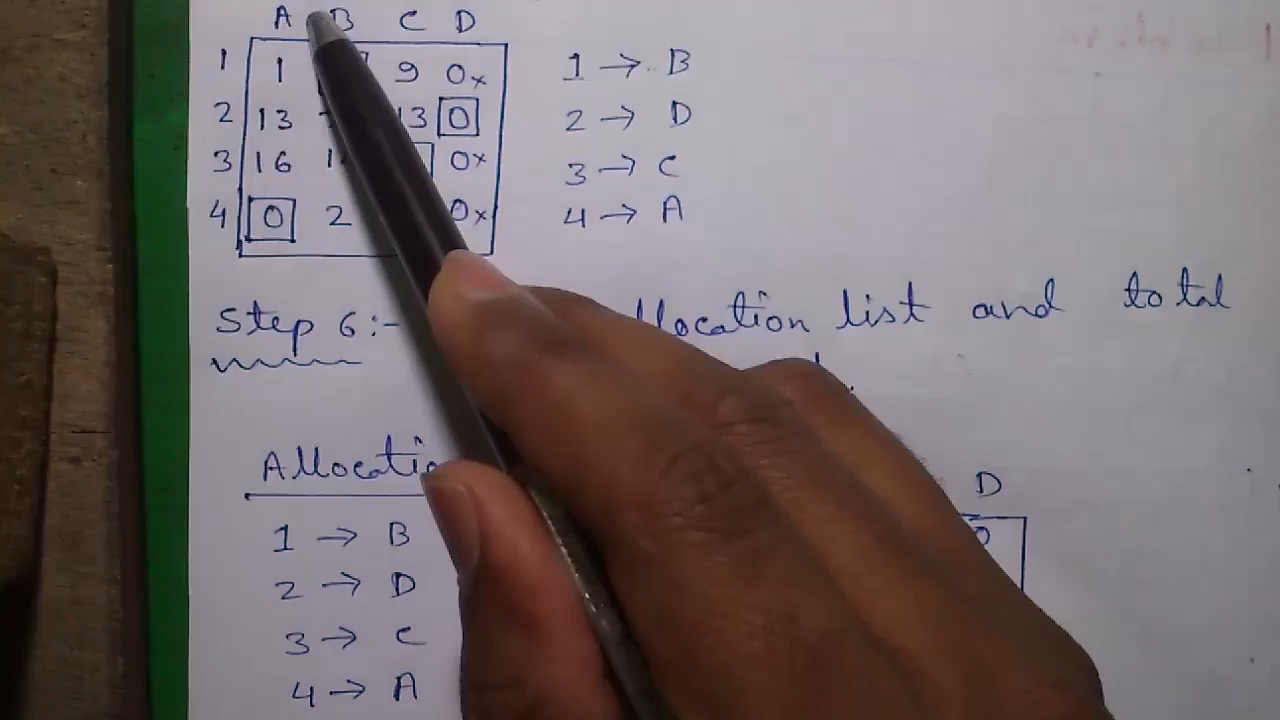 A B C D
1 1 9 0x 1 → B
2 13 13 0 2 → D
3 16 0x 3 → C
4 0 2 0x 4 → A
Step 6:- list and total
D
1 → B
2 → D
3 → C
4 → A